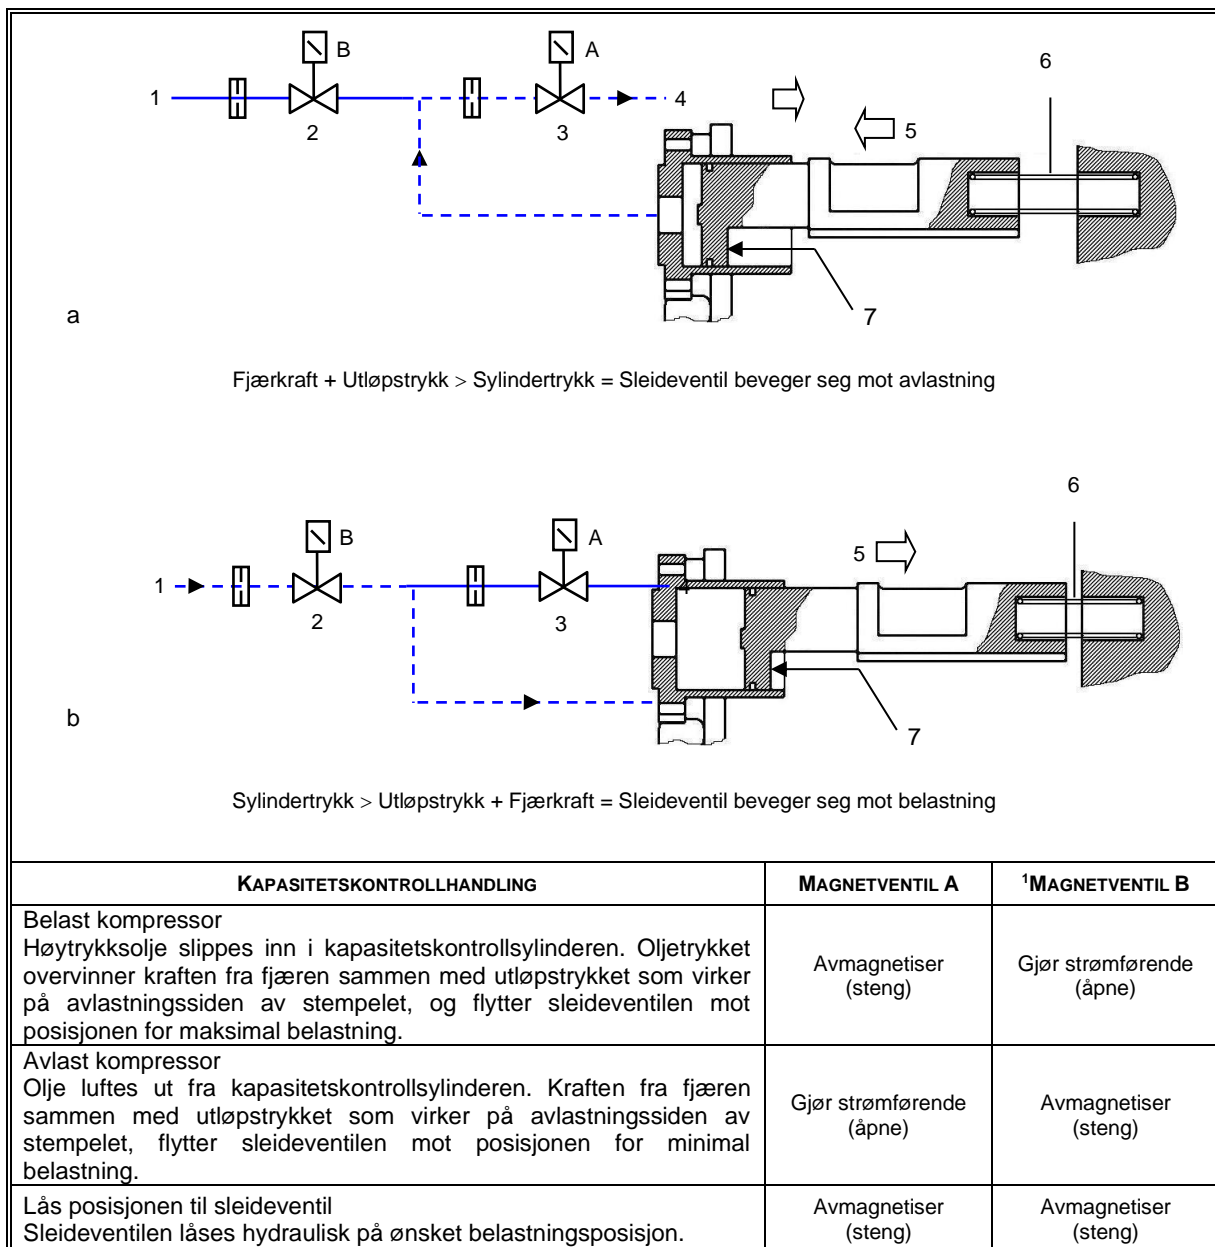 B
A
6
1
4
2
3
5
7
a
Fjærkraft + Utløpstrykk > Sylindertrykk = Sleideventil beveger seg mot avlastning
6
B
A
5
1
2
3
7
b
Sylindertrykk > Utløpstrykk + Fjærkraft = Sleideventil beveger seg mot belastning
KAPASITETSKONTROLLHANDLING
MAGNETVENTIL A
¹MAGNETVENTIL B
Belast kompressor
Høytrykksolje slippes inn i kapasitetskontrollsylinderen. Oljetrykket
overvinner kraften fra fjæren sammen med utløpstrykket som virker
på avlastningssiden av stempelet, og flytter sleideventilen mot
posisjonen for maksimal belastning.
Avmagnetiser
(steng)
Gjør strømførende
(åpne)
Avlast kompressor
Olje luftes ut fra kapasitetskontrollsylinderen. Kraften fra fjæren
sammen med utløpstrykket som virker på avlastningssiden av
stempelet, flytter sleideventilen mot posisjonen for minimal
belastning.
Gjør strømførende
(åpne)
Avmagnetiser
(steng)
Lås posisjonen til sleideventil
Sleideventilen låses hydraulisk på ønsket belastningsposisjon.
Avmagnetiser
(steng)
Avmagnetiser
(steng)